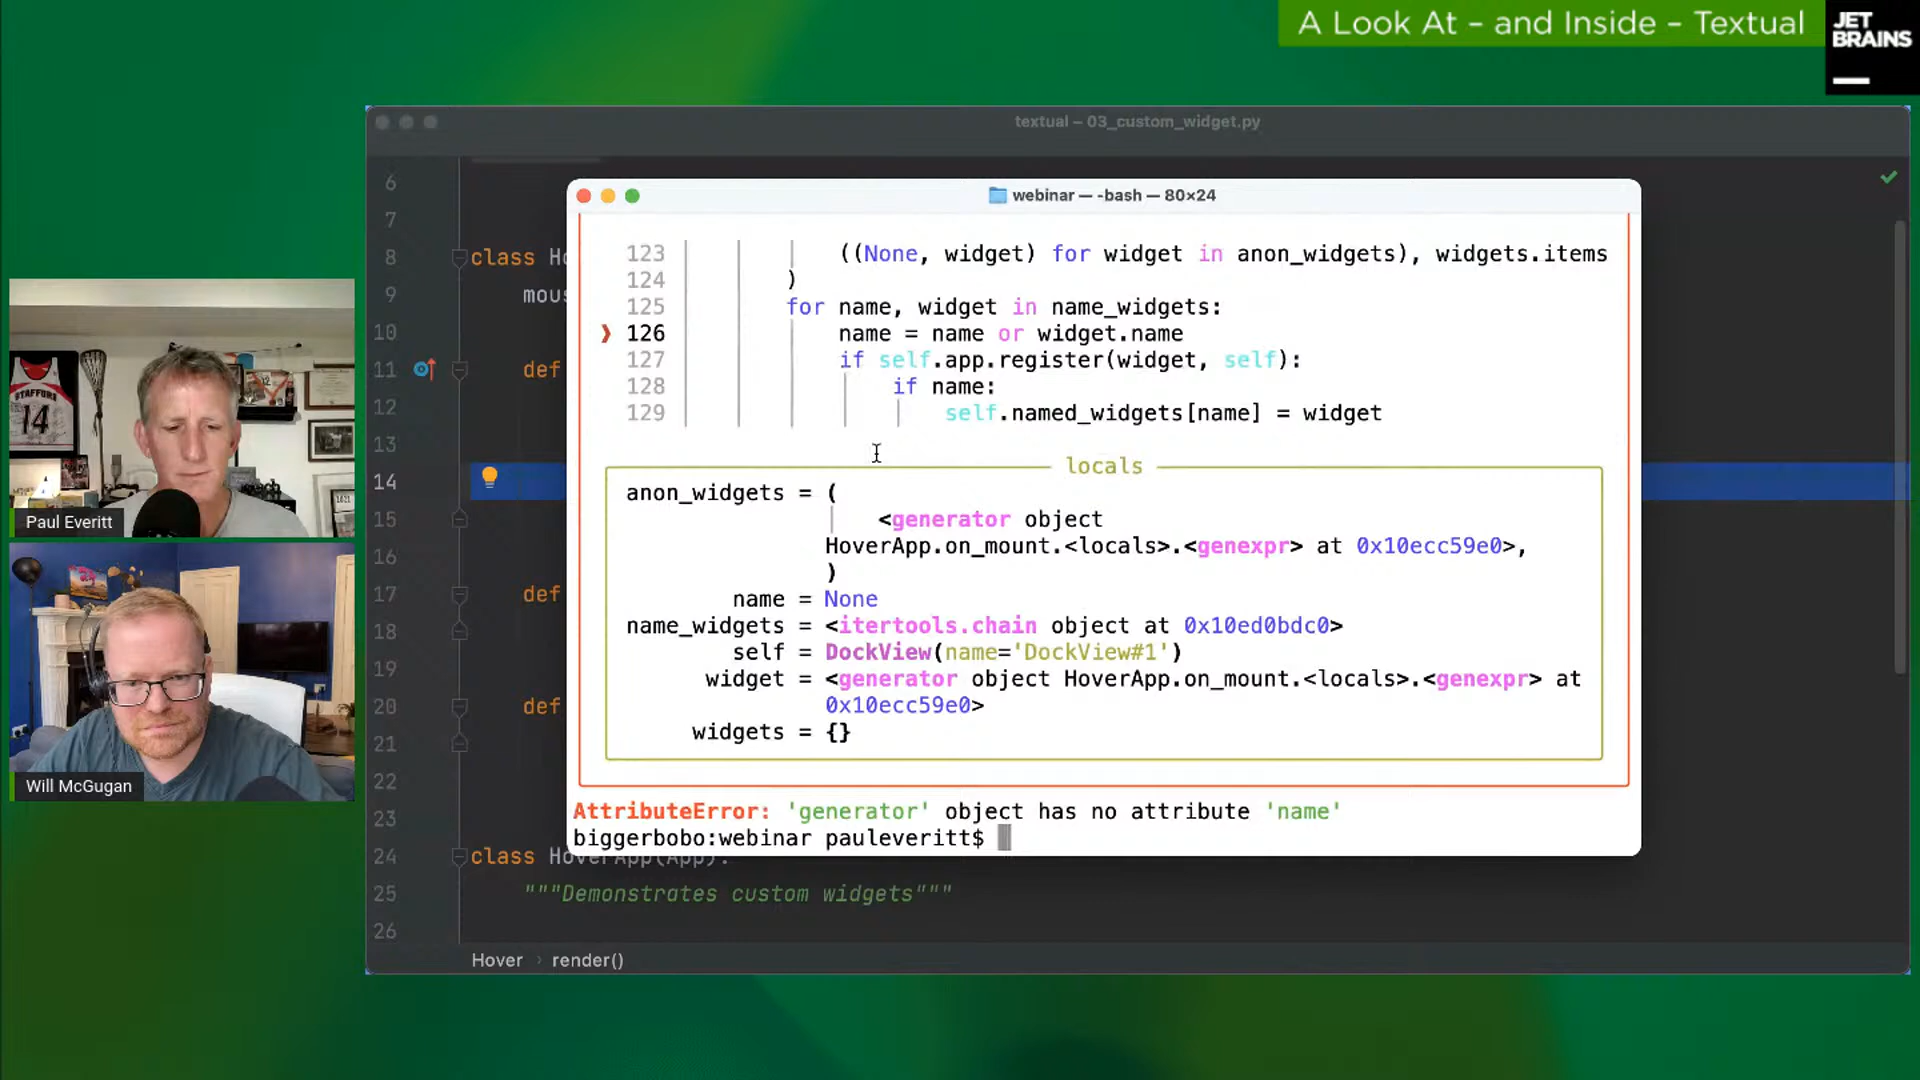 A Look At – and Inside – Textual
JET
BRAINS
textual – 03_custom_widget.py
webinar — -bash — 80×24
6
7
8 class Ho
9 mous
10
11 def
12
13
14
15
16
17 def
18
19
20 def
21
22
23
24 class HoverApp(App):
25 """Demonstrates custom widgets"""
26
Hover › render()
123 ((None, widget) for widget in anon_widgets), widgets.items
124 )
125 for name, widget in name_widgets:
❱ 126 name = name or widget.name
127 if self.app.register(widget, self):
128 if name:
129 self.named_widgets[name] = widget
locals
anon_widgets = (
<generator object
HoverApp.on_mount.<locals>.<genexpr> at 0x10ecc59e0>,
)
name = None
name_widgets = <itertools.chain object at 0x10ed0bdc0>
self = DockView(name='DockView#1')
widget = <generator object HoverApp.on_mount.<locals>.<genexpr> at
0x10ecc59e0>
widgets = {}
AttributeError: 'generator' object has no attribute 'name'
biggerbobo:webinar pauleveritt$
STAFFORD
14
12
Paul Everitt
Will McGugan